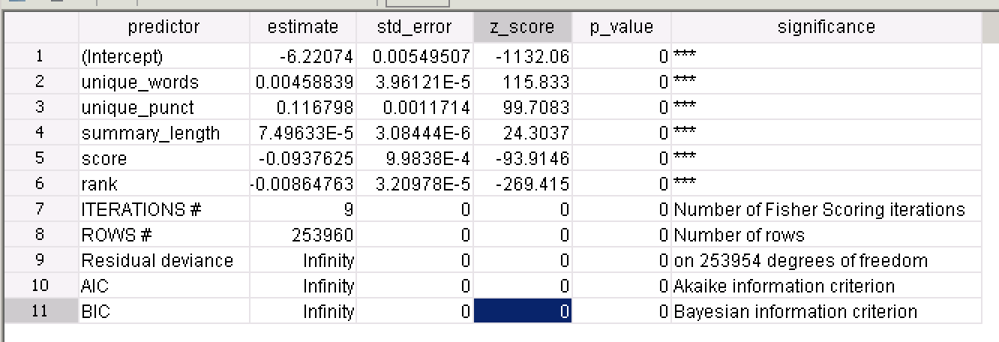 predictor estimate std_error z_score p_value significance
1 (Intercept) -6.22074 0.00549507 -1132.06 0 ***
2 unique_words 0.00458839 3.96121E-5 115.833 0 ***
3 unique_punct 0.116798 0.0011714 99.7083 0 ***
4 summary_length 7.49633E-5 3.08444E-6 24.3037 0 ***
5 score -0.0937625 9.9838E-4 -93.9146 0 ***
6 rank -0.00864763 3.20978E-5 -269.415 0 ***
7 ITERATIONS # 9 0 0 0 Number of Fisher Scoring iterations
8 ROWS # 253960 0 0 0 Number of rows
9 Residual deviance Infinity 0 0 0 on 253954 degrees of freedom
10 AIC Infinity 0 0 0 Akaike information criterion
11 BIC Infinity 0 0 0 Bayesian information criterion